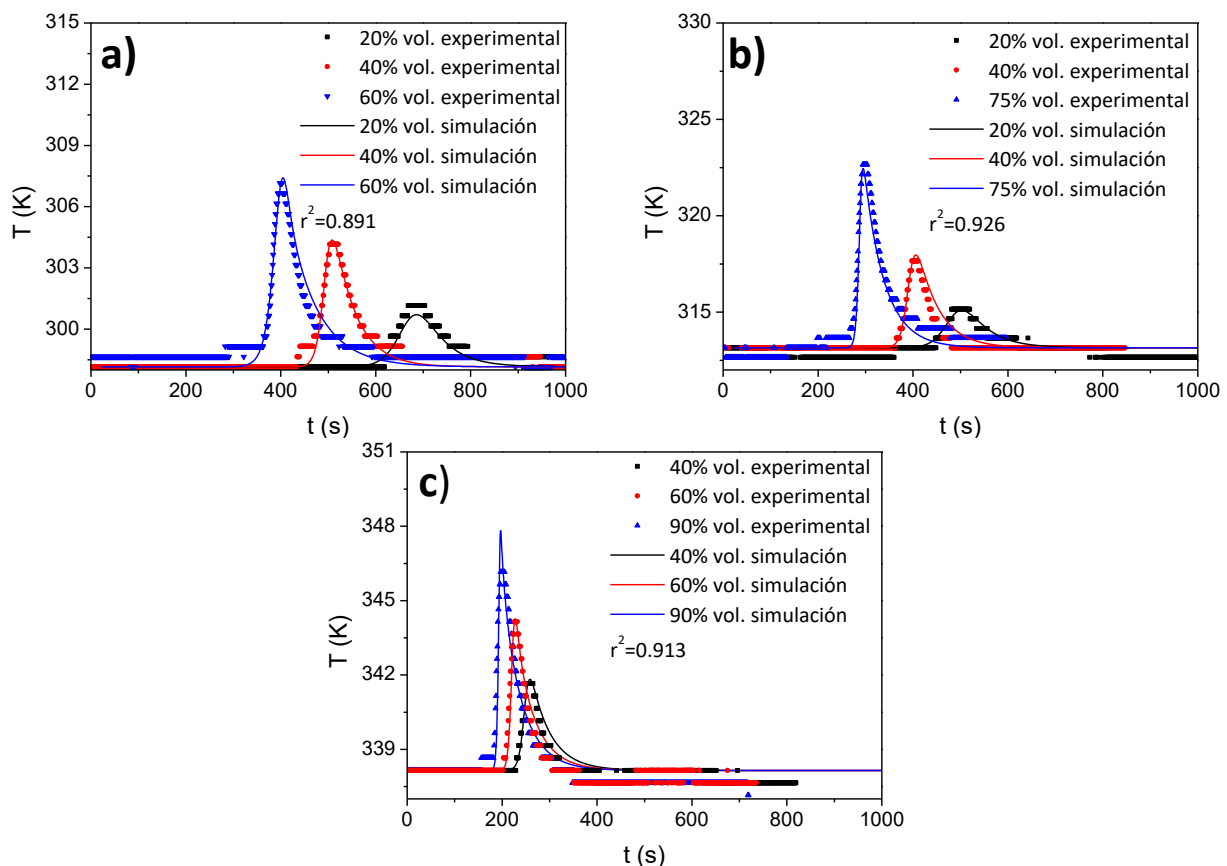 a)
315
312
309
306
303
300
T (K)
0
200
400
600
800
1000
t (s)
20% vol. experimental
40% vol. experimental
60% vol. experimental
20% vol. simulación
40% vol. simulación
60% vol. simulación
r²=0.891
b)
330
325
320
315
T (K)
0
200
400
600
800
1000
t (s)
20% vol. experimental
40% vol. experimental
75% vol. experimental
20% vol. simulación
40% vol. simulación
75% vol. simulación
r²=0.926
c)
351
348
345
342
339
T (K)
0
200
400
600
800
1000
t (s)
40% vol. experimental
60% vol. experimental
90% vol. experimental
40% vol. simulación
60% vol. simulación
90% vol. simulación
r²=0.913